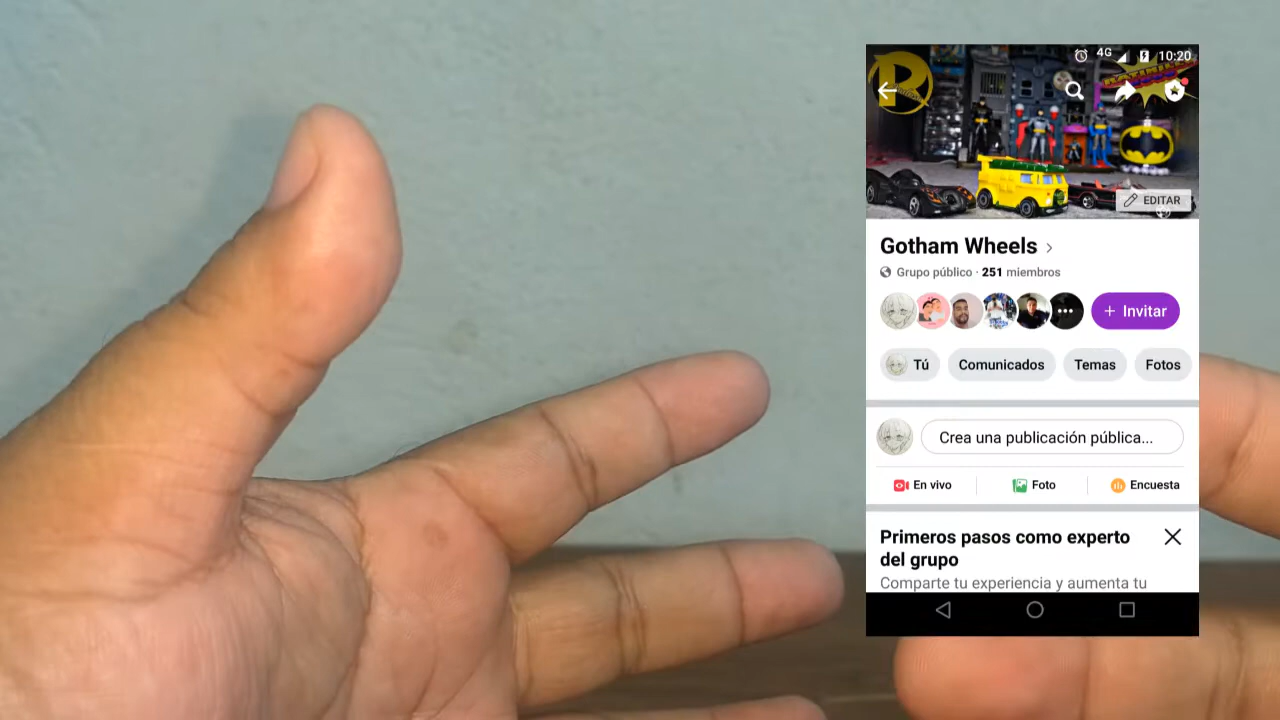 4G 10:20
R
EDITAR
Gotham Wheels
Grupo público · 251 miembros
+ Invitar
Tú Comunicados Temas Fotos
Crea una publicación pública...
En vivo Foto Encuesta
Primeros pasos como experto
del grupo
Comparte tu experiencia y aumenta tu